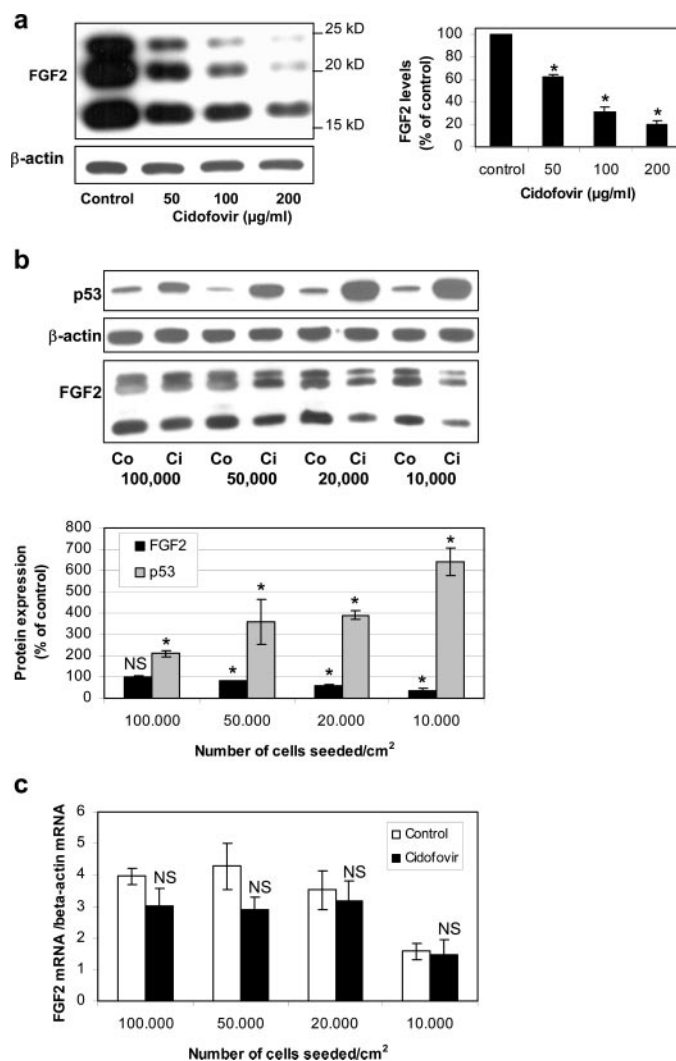 a
25 kD
20 kD
15 kD
FGF2
β-actin
Control 50 100 200
Cidofovir (µg/ml)
FGF2 levels
(% of control)
100
80
60
40
20
0
* * *
control 50 100 200
Cidofovir (µg/ml)
b
p53
β-actin
FGF2
Co Ci Co Ci Co Ci Co Ci
100,000 50,000 20,000 10,000
Protein expression
(% of control)
800
700
600
500
400
300
200
100
0
FGF2
p53
NS * * * * * * *
100.000 50.000 20.000 10.000
Number of cells seeded/cm²
c
FGF2 mRNA /beta-actin mRNA
6
5
4
3
2
1
0
Control
Cidofovir
NS NS NS NS
100.000 50.000 20.000 10.000
Number of cells seeded/cm²